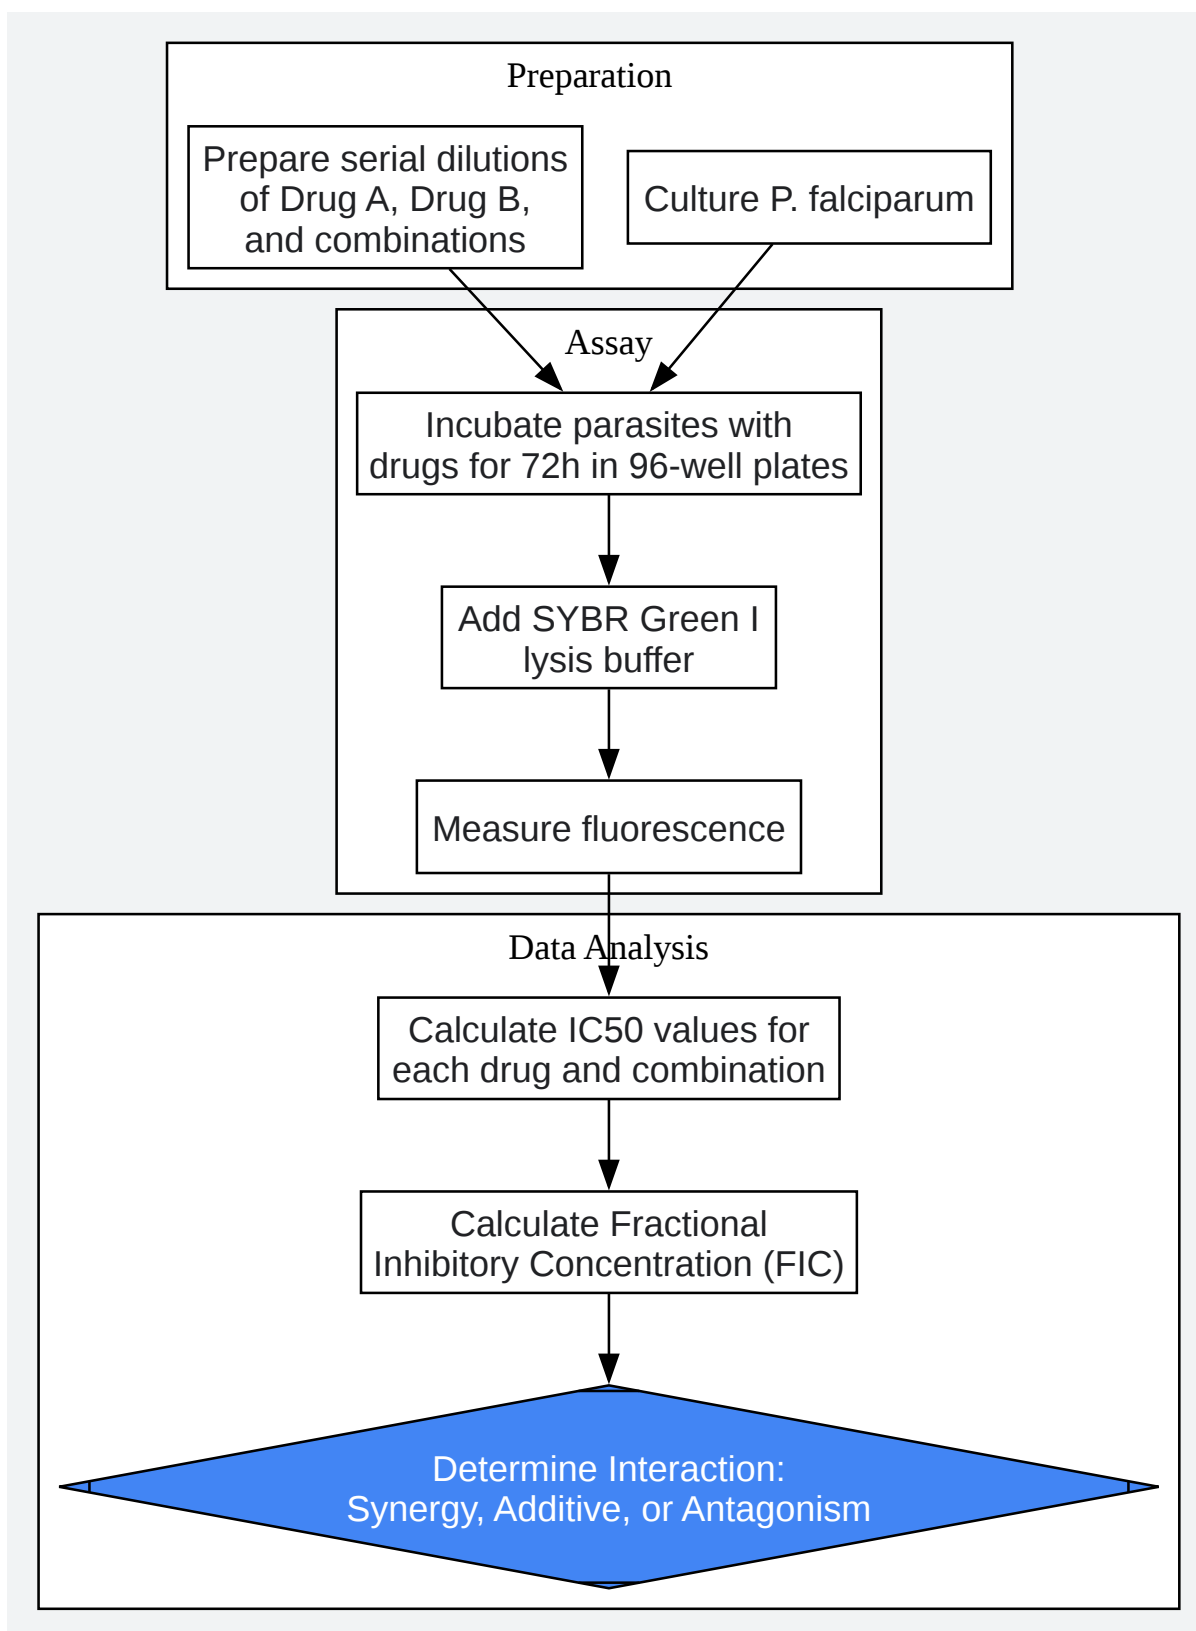 Preparation
Prepare serial dilutions
of Drug A, Drug B,
and combinations
Culture P. falciparum
Assay
Incubate parasites with
drugs for 72h in 96-well plates
Add SYBR Green I
lysis buffer
Measure fluorescence
Data Analysis
Calculate IC50 values for
each drug and combination
Calculate Fractional
Inhibitory Concentration (FIC)
Determine Interaction:
Synergy, Additive, or Antagonism